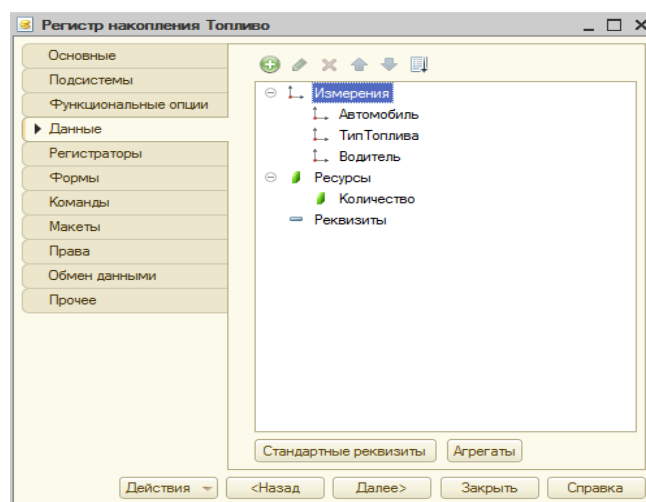 Регистр накопления Топливо
Основные
Подсистемы
Функциональные опции
Данные
Регистраторы
Формы
Команды
Макеты
Права
Обмен данными
Прочее
Измерения
Автомобиль
ТипТоплива
Водитель
Ресурсы
Количество
Реквизиты
Стандартные реквизиты Агрегаты
Действия <Назад Далее> Закрыть Справка